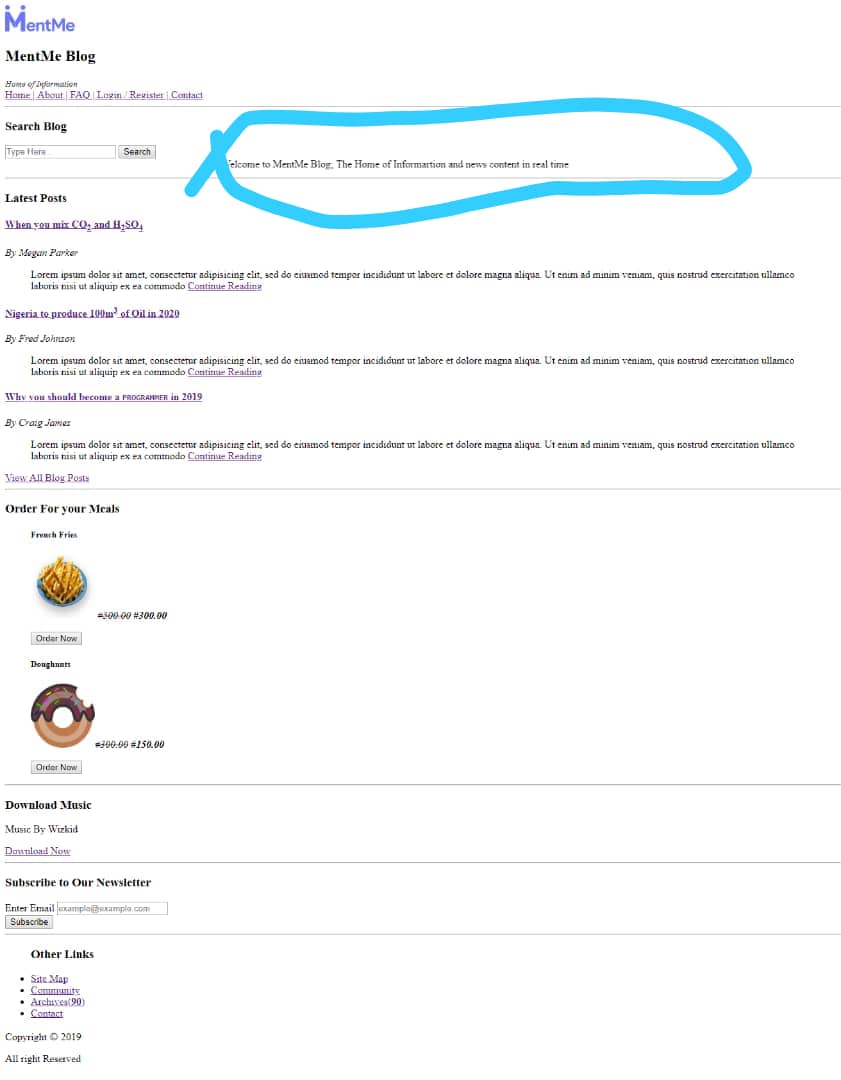 MentMe
MentMe Blog
Home of Information
Home | About | FAQ | Login / Register | Contact
Search Blog
Type Here... Search
elcome to MentMe Blog; The Home of Informartion and news content in real time
Latest Posts
When you mix CO₂ and H₂SO₄
By Megan Parker
Lorem ipsum dolor sit amet, consectetur adipisicing elit, sed do eiusmod tempor incididunt ut labore et dolore magna aliqua. Ut enim ad minim veniam, quis nostrud exercitation ullamco
laboris nisi ut aliquip ex ea commodo Continue Reading
Nigeria to produce 100m³ of Oil in 2020
By Fred Johnson
Lorem ipsum dolor sit amet, consectetur adipisicing elit, sed do eiusmod tempor incididunt ut labore et dolore magna aliqua. Ut enim ad minim veniam, quis nostrud exercitation ullamco
laboris nisi ut aliquip ex ea commodo Continue Reading
Why you should become a PROGRAMMER in 2019
By Craig James
Lorem ipsum dolor sit amet, consectetur adipisicing elit, sed do eiusmod tempor incididunt ut labore et dolore magna aliqua. Ut enim ad minim veniam, quis nostrud exercitation ullamco
laboris nisi ut aliquip ex ea commodo Continue Reading
View All Blog Posts
Order For your Meals
French Fries
#500.00 #300.00
Order Now
Doughnuts
#300.00 #150.00
Order Now
Download Music
Music By Wizkid
Download Now
Subscribe to Our Newsletter
Enter Email example@example.com
Subscribe
Other Links
Site Map
Community
Archives(90)
Contact
Copyright © 2019
All right Reserved